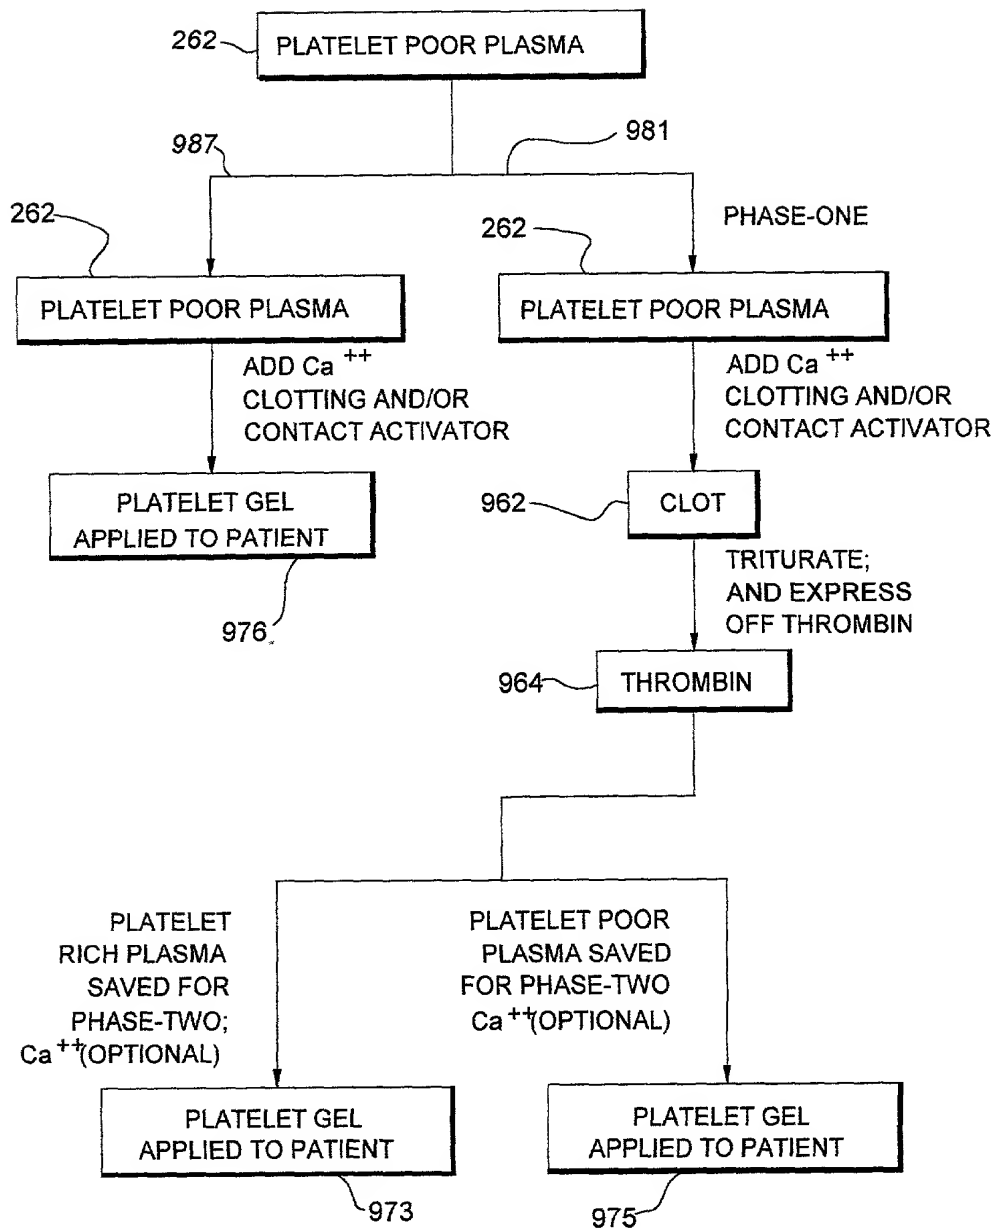 262
PLATELET POOR PLASMA
987
981
262
PHASE-ONE
262
PLATELET POOR PLASMA
PLATELET POOR PLASMA
ADD Ca++
CLOTTING AND/OR
CONTACT ACTIVATOR
ADD Ca++
CLOTTING AND/OR
CONTACT ACTIVATOR
PLATELET GEL
APPLIED TO PATIENT
976
962
CLOT
TRITURATE;
AND EXPRESS
OFF THROMBIN
964
THROMBIN
PLATELET
RICH PLASMA
SAVED FOR
PHASE-TWO;
Ca++(OPTIONAL)
PLATELET POOR
PLASMA SAVED
FOR PHASE-TWO
Ca++(OPTIONAL)
PLATELET GEL
APPLIED TO PATIENT
973
PLATELET GEL
APPLIED TO PATIENT
975